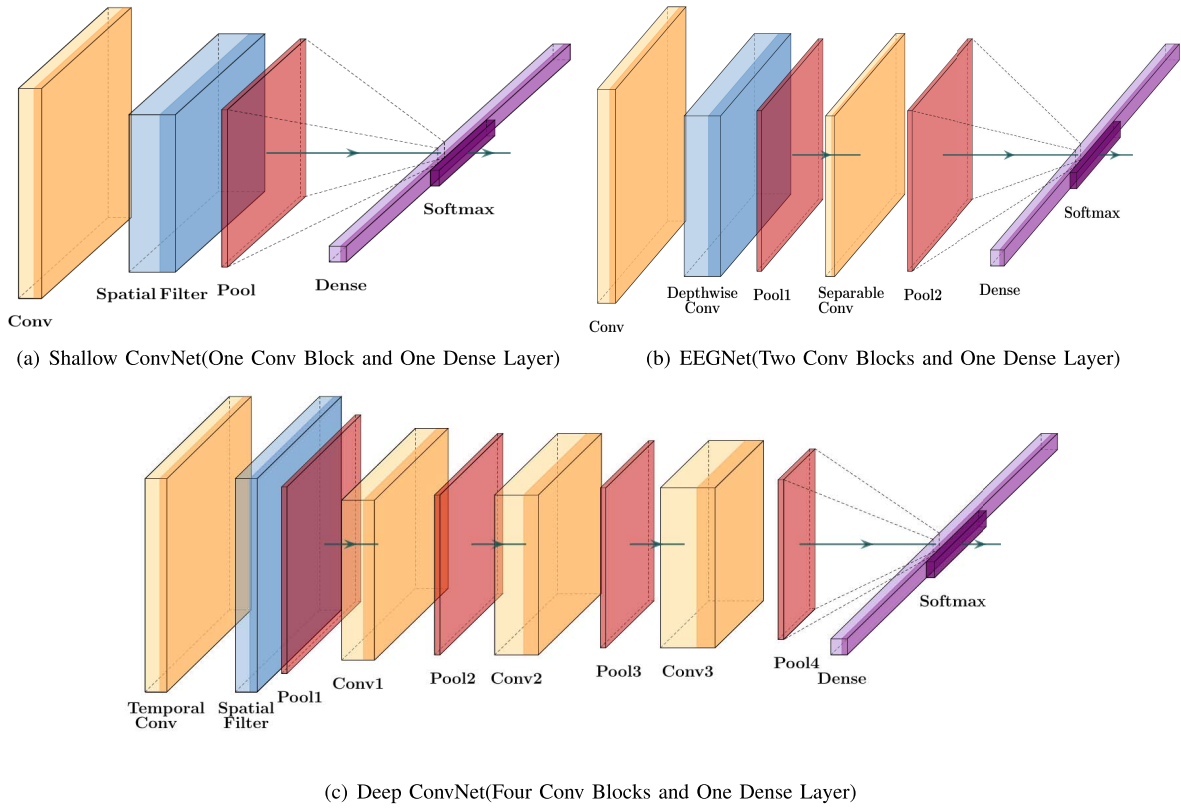 Conv
Spatial Filter
Pool
Dense
Softmax
(a) Shallow ConvNet(One Conv Block and One Dense Layer)
Conv
Depthwise
Conv
Pool1
Separable
Conv
Pool2
Dense
Softmax
(b) EEGNet(Two Conv Blocks and One Dense Layer)
Temporal
Conv
Spatial
Filter
Pool1
Conv1
Pool2
Conv2
Pool3
Conv3
Pool4
Dense
Softmax
(c) Deep ConvNet(Four Conv Blocks and One Dense Layer)